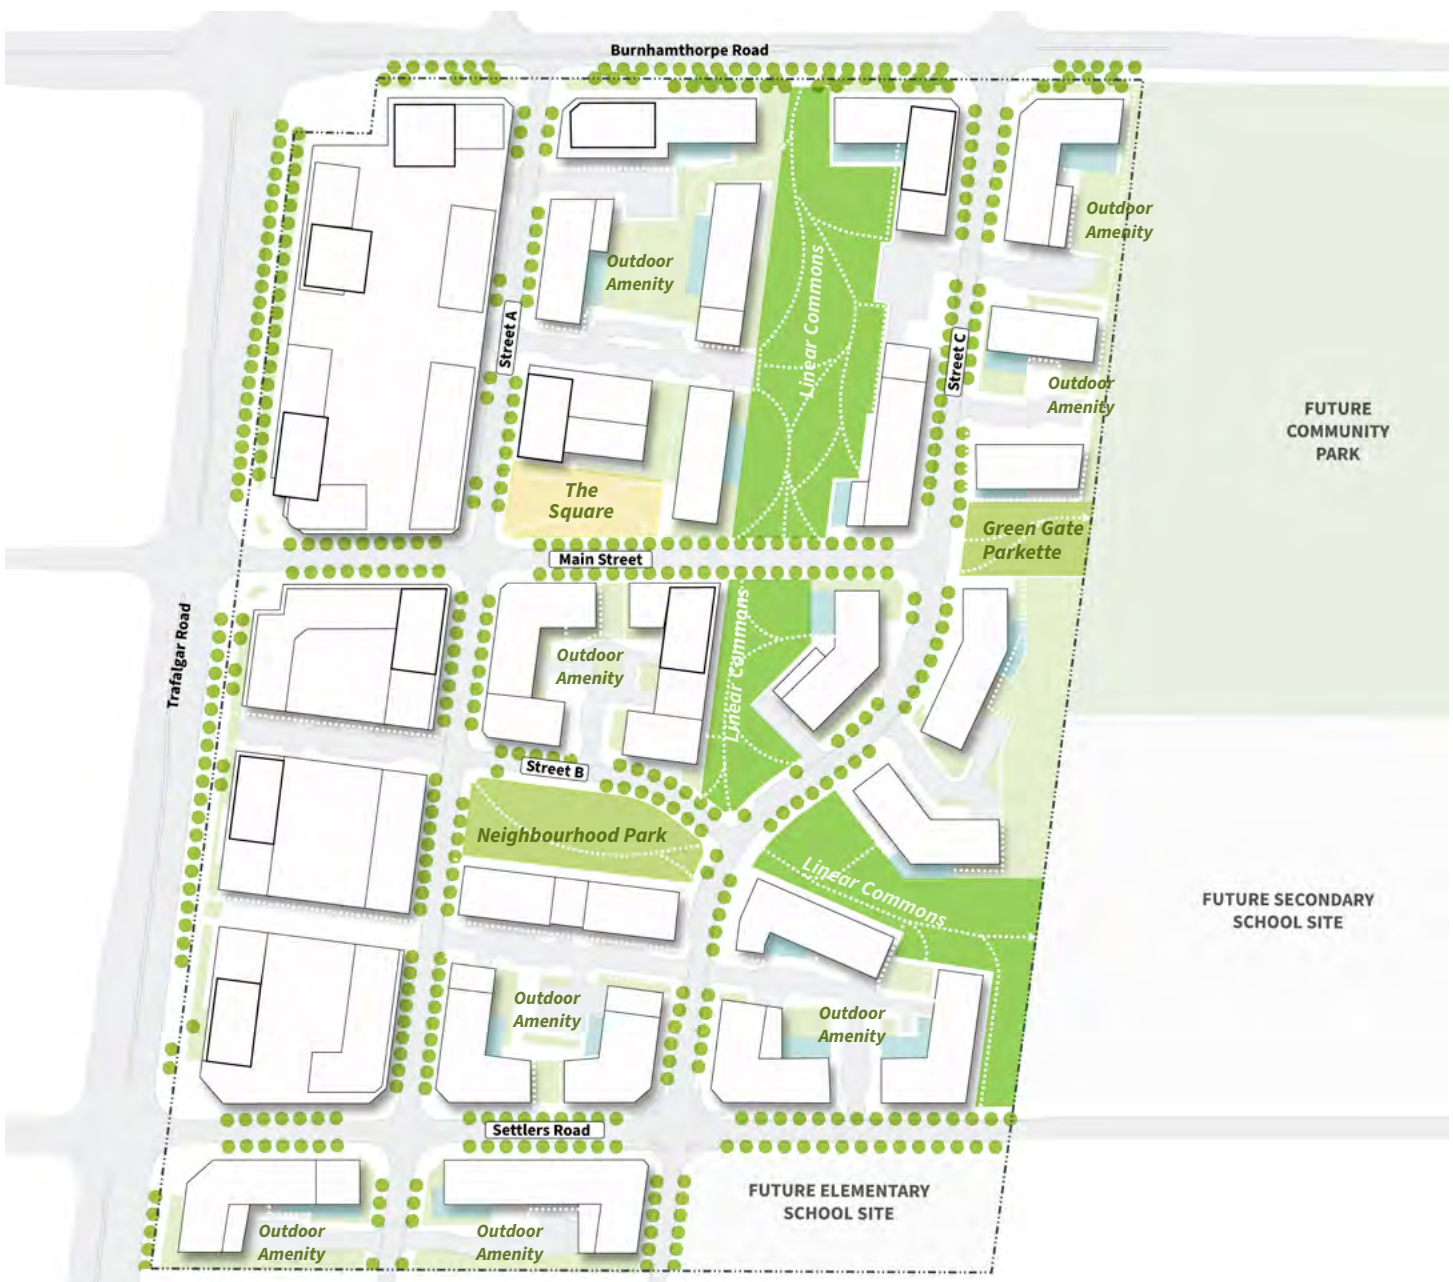 Burnhamthorpe Road
Outdoor
Amenity
Outdoor
Amenity
Linear Commons
Street A
Street C
Outdoor
Amenity
FUTURE
COMMUNITY
PARK
The
Square
Green Gate
Parkette
Main Street
Trafalgar Road
Linear Commons
Outdoor
Amenity
Street B
Neighbourhood Park
Linear Commons
FUTURE SECONDARY
SCHOOL SITE
Outdoor
Amenity
Outdoor
Amenity
Settlers Road
FUTURE ELEMENTARY
SCHOOL SITE
Outdoor
Amenity
Outdoor
Amenity